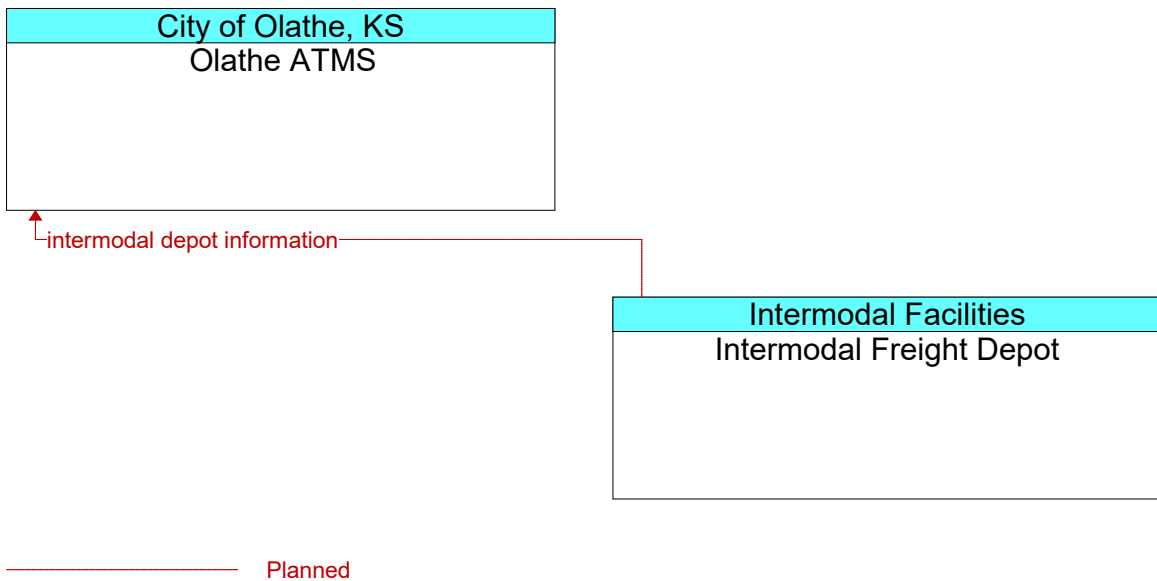 City of Olathe, KS
Olathe ATMS
intermodal depot information
Intermodal Facilities
Intermodal Freight Depot
Planned